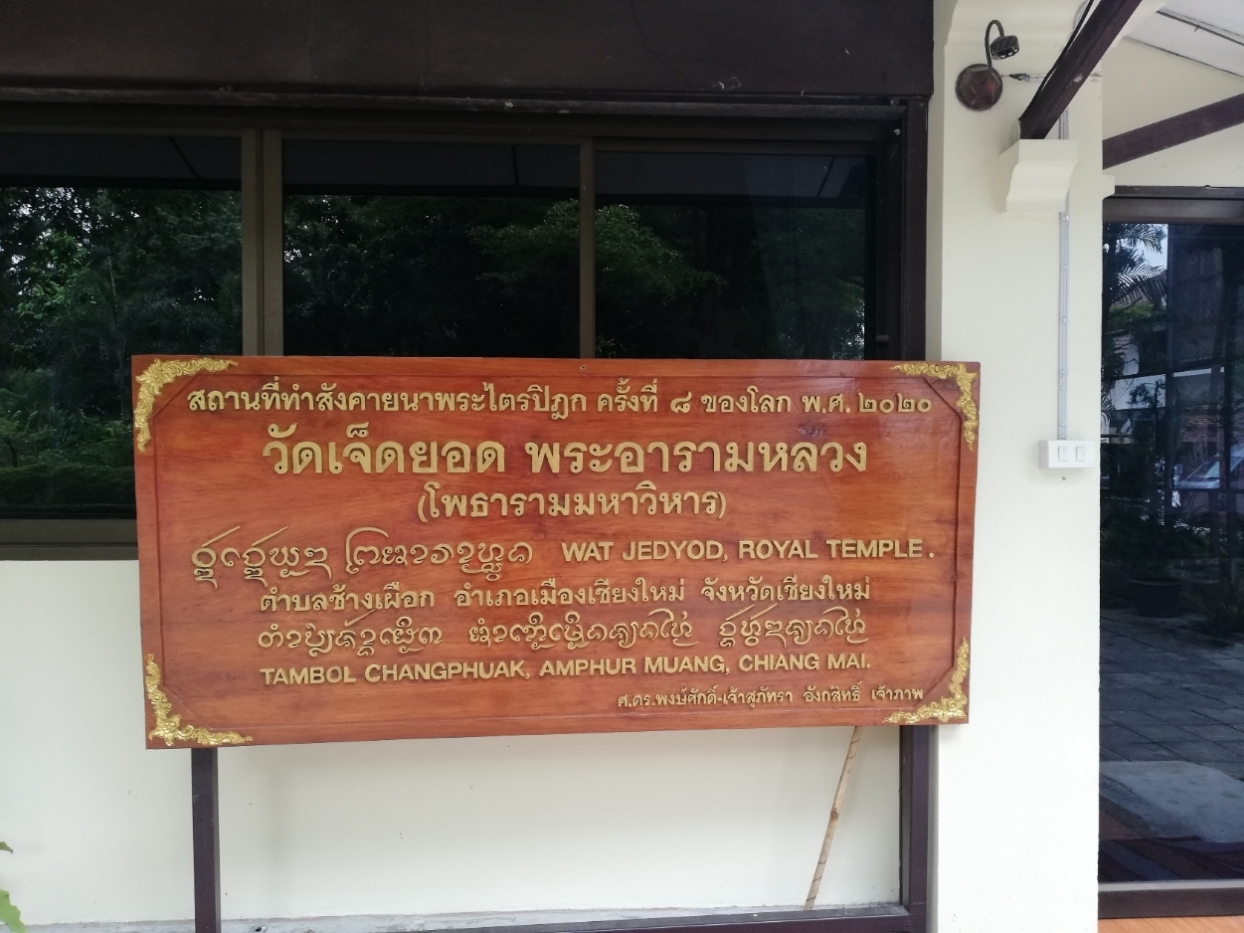 สถานที่ทำสังคายนาพระไตรปิฎก ครั้งที่ ๘ ของโลก พ.ศ. ๒๐๒๐
วัดเจ็ดยอด พระอารามหลวง
(โพธารามมหาวิหาร)
WAT JEDYOD, ROYAL TEMPLE.
ตำบลช้างเผือก อำเภอเมืองเชียงใหม่ จังหวัดเชียงใหม่
TAMBOL CHANGPHUAK, AMPHUR MUANG, CHIANG MAI.
ศ.ดร.พงษ์ศักดิ์-เจ้าสุภัทรา อังกสิทธิ์ เจ้าภาพ